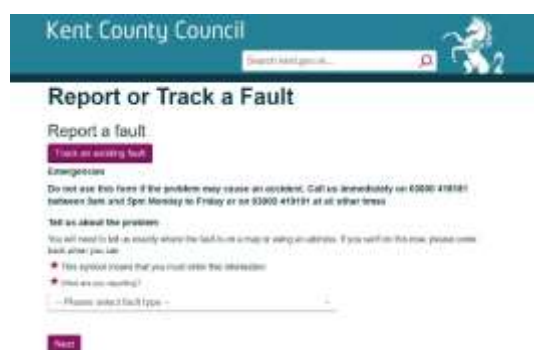 Kent County Council
Search kent.gov.uk...
2
Report or Track a Fault
Report a fault
Track an existing fault
Emergencies
Do not use this form if the problem may cause an accident. Call us immediately on 03000 418181
between 9am and 5pm Monday to Friday or on 03000 419191 at all other times
Tell us about the problem
You will need to tell us exactly where the fault is on a map or using an address. If you can't do this now, please come
back when you can
* This symbol means that you must enter this information
* What are you reporting?
- Please select fault type -
Next